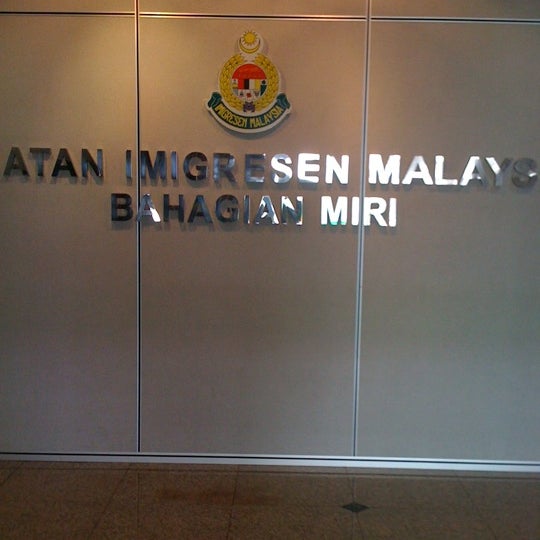 IMIGRESEN MALAYSIA
ATAN IMIGRESEN MALAYS
BAHAGIAN MIRI